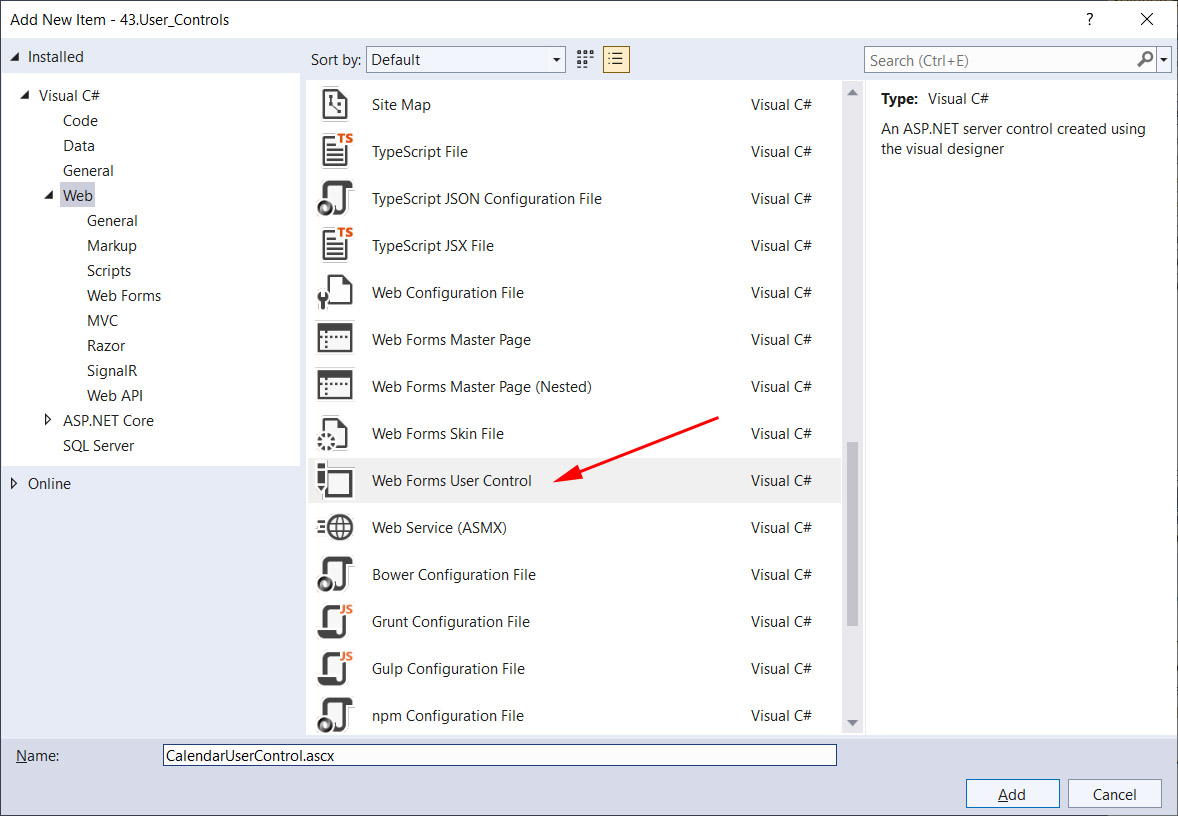 Add New Item - 43.User_Controls
?
Installed
Sort by: Default
Search (Ctrl+E)
Visual C#
Code
Data
General
Web
General
Markup
Scripts
Web Forms
MVC
Razor
SignalR
Web API
ASP.NET Core
SQL Server
Online
Site Map Visual C#
TS
TypeScript File Visual C#
TypeScript JSON Configuration File Visual C#
TS
TypeScript JSX File Visual C#
Web Configuration File Visual C#
Web Forms Master Page Visual C#
Web Forms Master Page (Nested) Visual C#
Web Forms Skin File Visual C#
Web Forms User Control Visual C#
Web Service (ASMX) Visual C#
Bower Configuration File Visual C#
JS
Grunt Configuration File Visual C#
JS
Gulp Configuration File Visual C#
npm Configuration File Visual C#
Type: Visual C#
An ASP.NET server control created using
the visual designer
Name: CalendarUserControl.ascx
Add Cancel